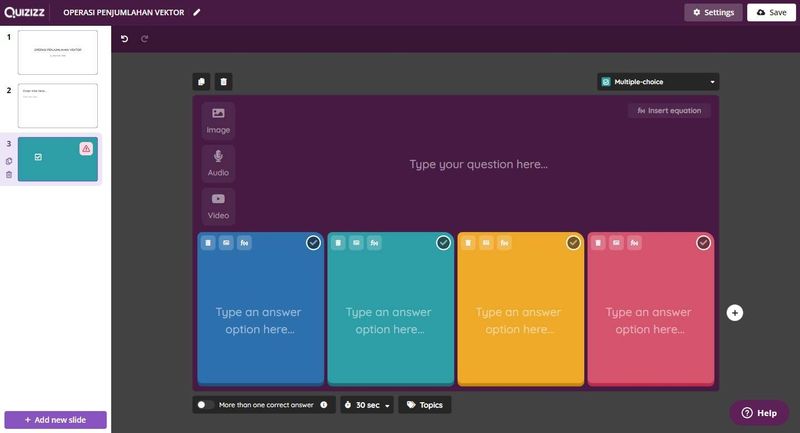 QUIZIZZ
OPERASI PENJUMLAHAN VEKTOR
Settings
Save
1
OPERASI PENJUMLAHAN VEKTOR
2
3
Multiple-choice
Image
Audio
Video
Insert equation
Type your question here...
Type an answer option here...
Type an answer option here...
Type an answer option here...
Type an answer option here...
More than one correct answer
30 sec
Topics
+ Add new slide
Help